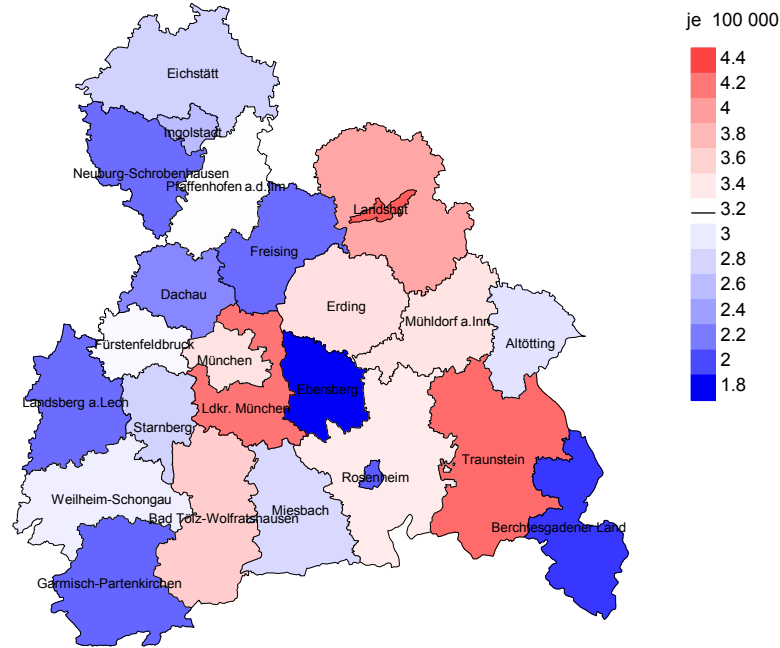 je 100 000
4.4
4.2
4
3.8
3.6
3.4
3.2
3
2.8
2.6
2.4
2.2
2
1.8
Eichstätt
Ingolstadt
Neuburg-Schrobenhausen
Pfaffenhofen a.d.Ilm
Landshut
Freising
Dachau
Erding
Mühldorf a.Inn
Altötting
Fürstenfeldbruck
München
Ebersberg
Landsberg a.Lech
Ldkr. München
Starnberg
Traunstein
Rosenheim
Weilheim-Schongau
Miesbach
Bad Tölz-Wolfratshausen
Berchtesgadener Land
Garmisch-Partenkirchen